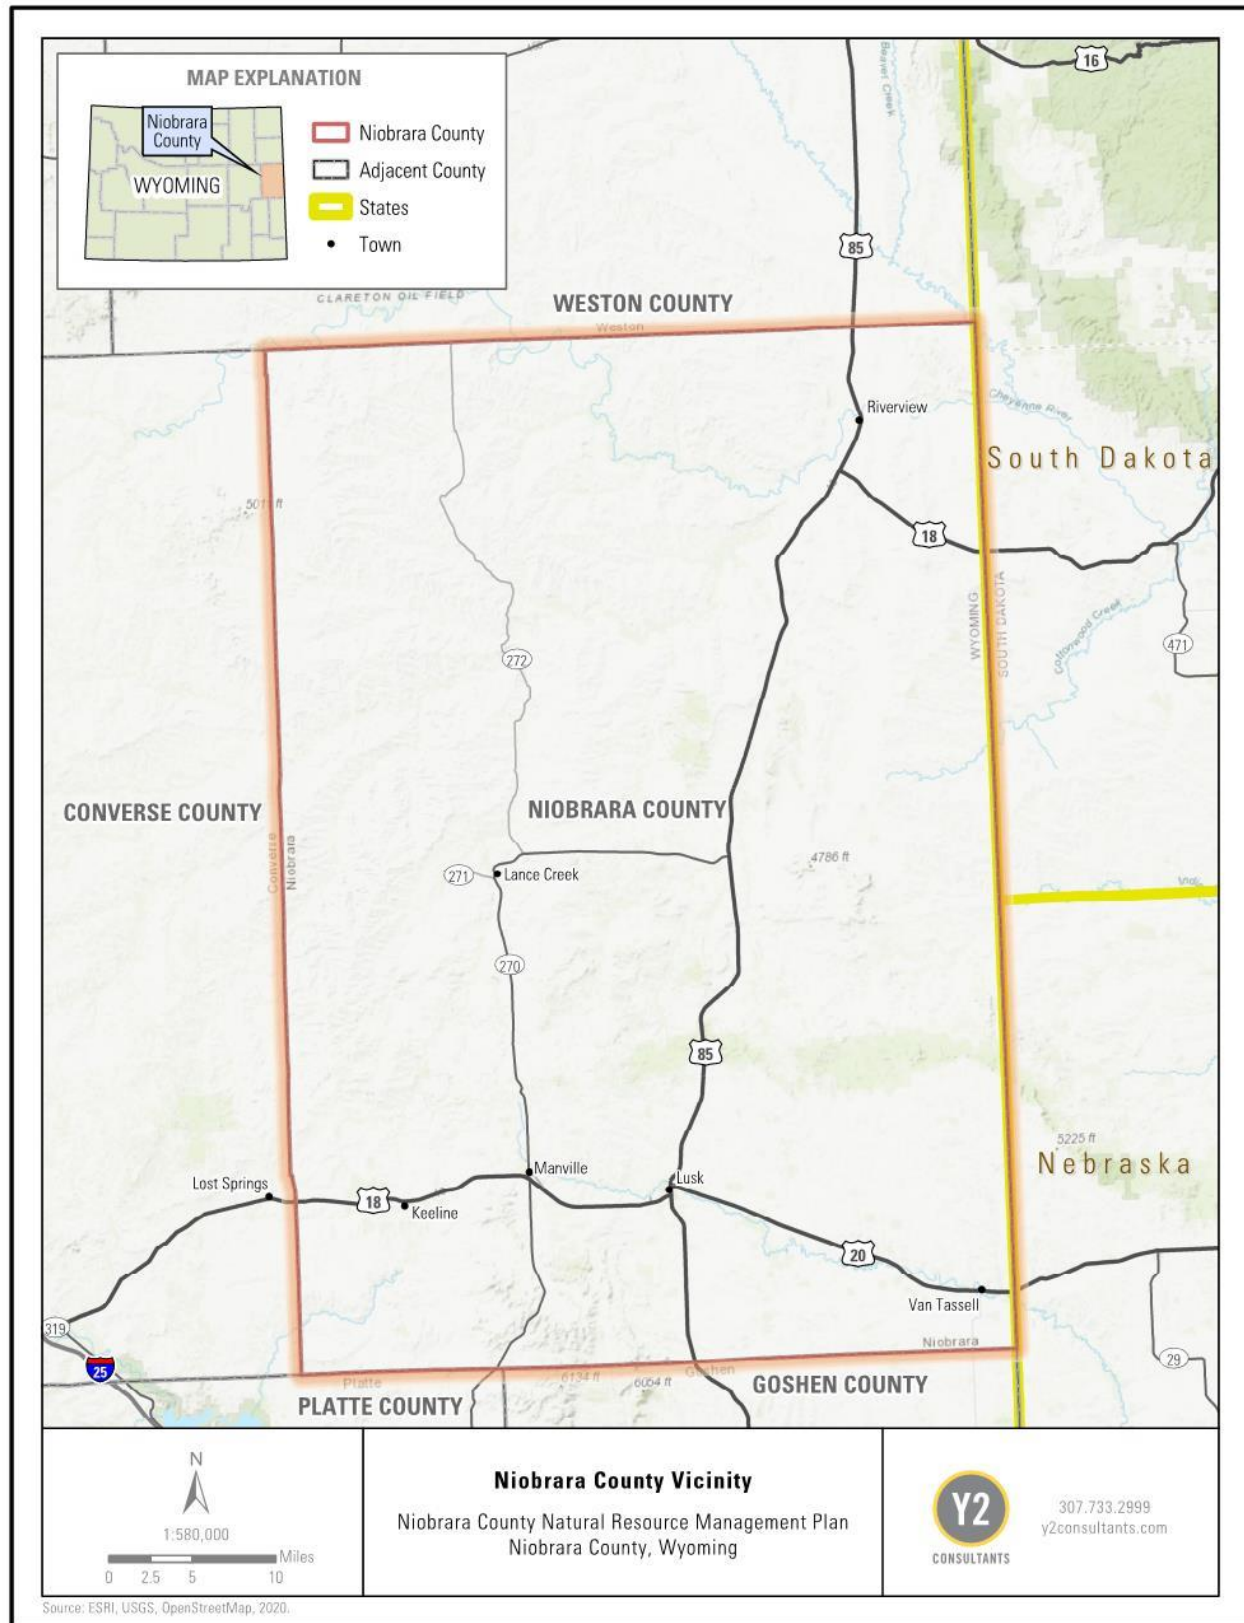 MAP EXPLANATION
Niobrara
County
WYOMING
Niobrara County
Adjacent County
States
Town
Beaver Creek
16
85
CLARETON OIL FIELD
WESTON COUNTY
Weston
Riverview
Cheyenne River
South Dakota
5011 ft
18
WYOMING
SOUTH DAKOTA
Cottonwood Creek
471
272
CONVERSE COUNTY
NIOBRARA COUNTY
Converse
Niobrara
4786 ft
271
Lance Creek
270
85
5225 ft
Nebraska
Manville
Lusk
Lost Springs
18
Keeline
20
Van Tassell
319
25
Niobrara
29
Platte
6134 ft
6054 ft
Goshen
PLATTE COUNTY
GOSHEN COUNTY
N
1:580,000
Miles
0 2.5 5 10
Niobrara County Vicinity
Niobrara County Natural Resource Management Plan
Niobrara County, Wyoming
Y2
CONSULTANTS
307.733.2999
y2consultants.com
Source: ESRI, USGS, OpenStreetMap, 2020.